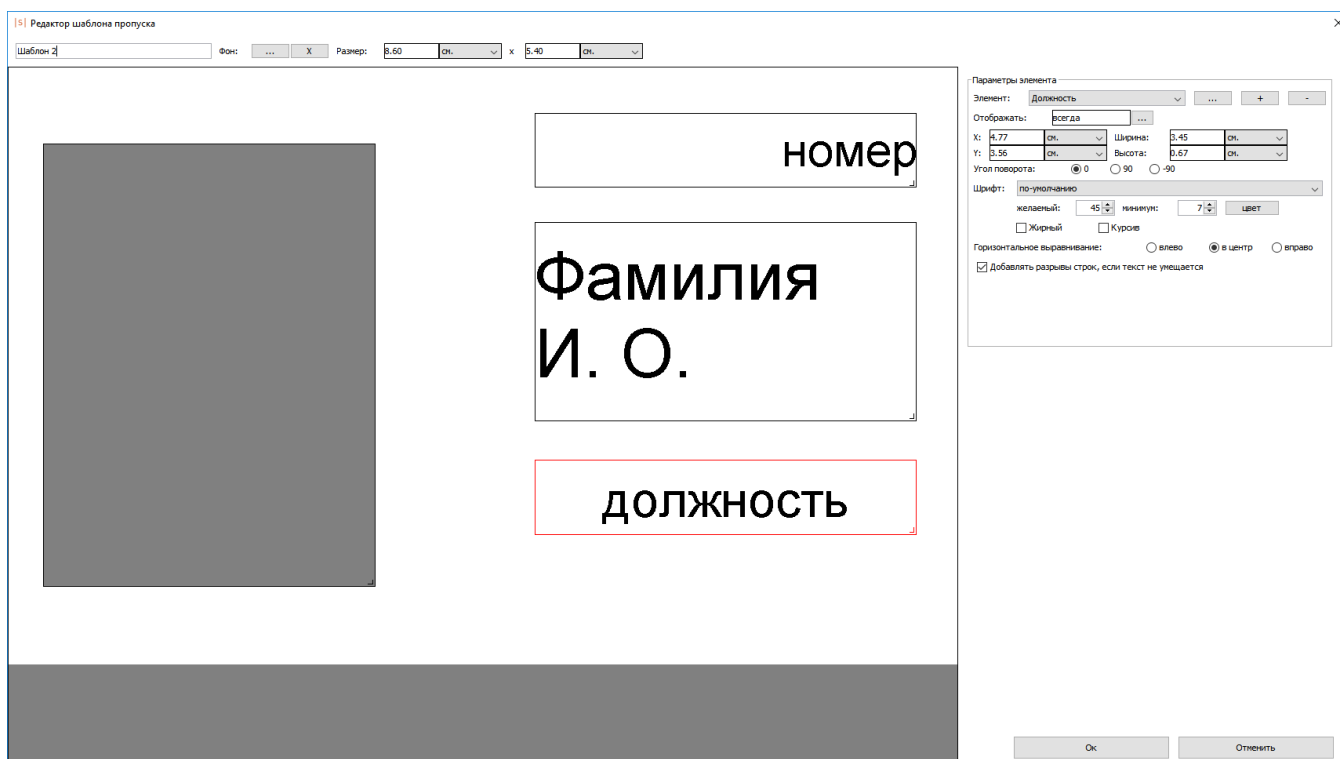 |S| Редактор шаблона пропуска
Шаблон 2 Фон: ... X Размер: 8.60 см. x 5.40 см.
номер
Фамилия
И. О.
должность
Параметры элемента
Элемент: Должность ... + -
Отображать: всегда ...
X: 4.77 см. Ширина: 3.45 см.
Y: 3.56 см. Высота: 0.67 см.
Угол поворота: 0 90 -90
Шрифт: по-умолчанию
желаемый: 45 минимум: 7 цвет
Жирный Курсив
Горизонтальное выравнивание: влево в центр вправо
Добавлять разрывы строк, если текст не умещается
Ок Отменить